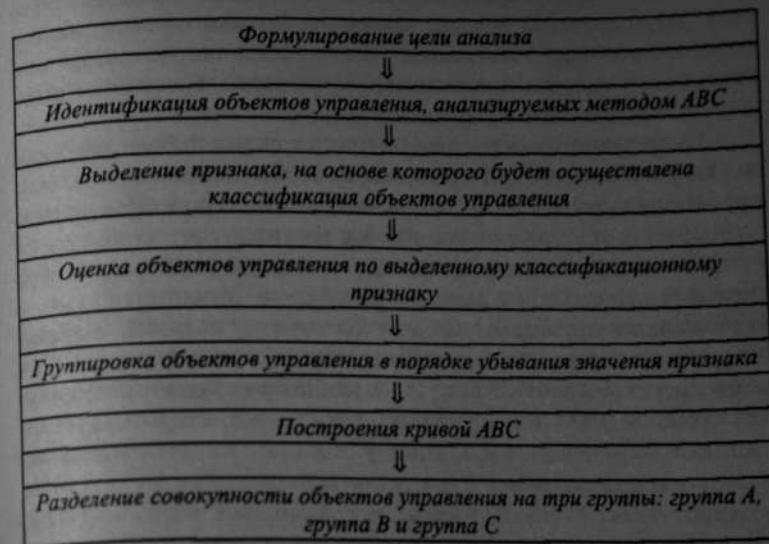 Формулирование цели анализа
⇓
Идентификация объектов управления, анализируемых методом АВС
⇓
Выделение признака, на основе которого будет осуществлена
классификация объектов управления
⇓
Оценка объектов управления по выделенному классификационному
признаку
⇓
Группировка объектов управления в порядке убывания значения признака
⇓
Построения кривой АВС
⇓
Разделение совокупности объектов управления на три группы: группа А,
группа В и группа С